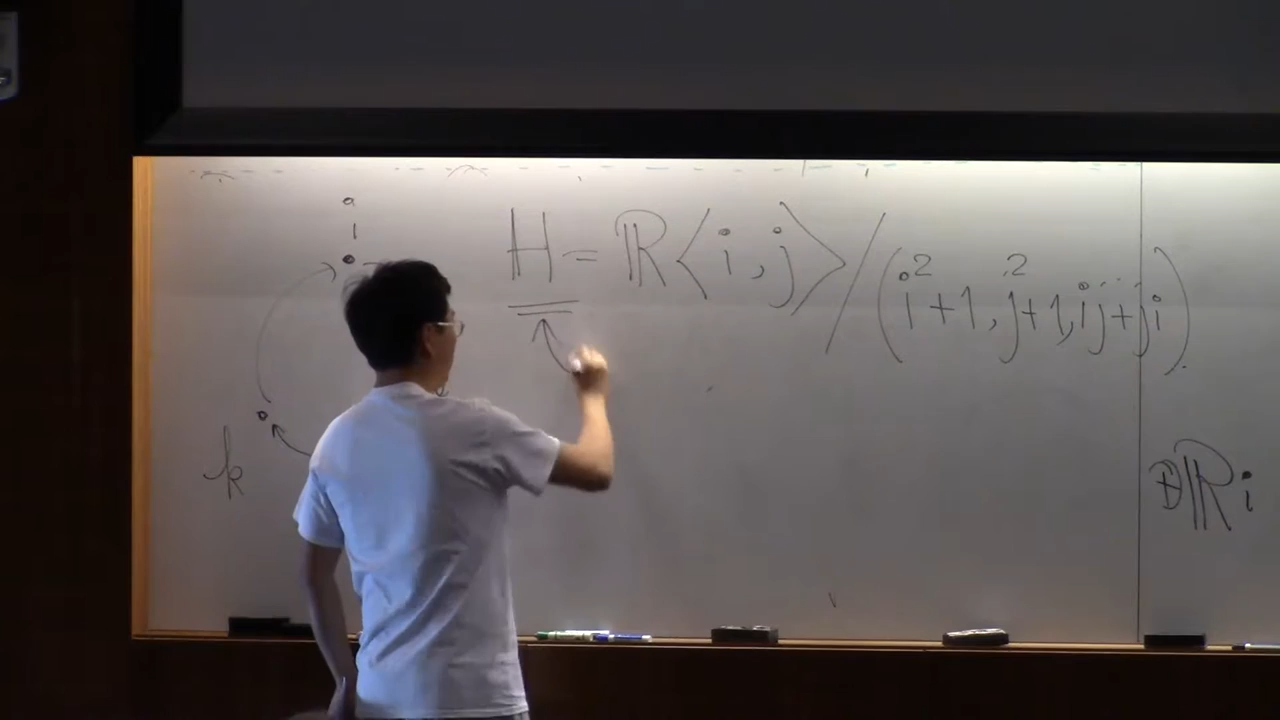 i
ℍ = ℝ⟨i, j⟩ / (i²+1, j²+1, ij+ji)
k
⊕ℝi